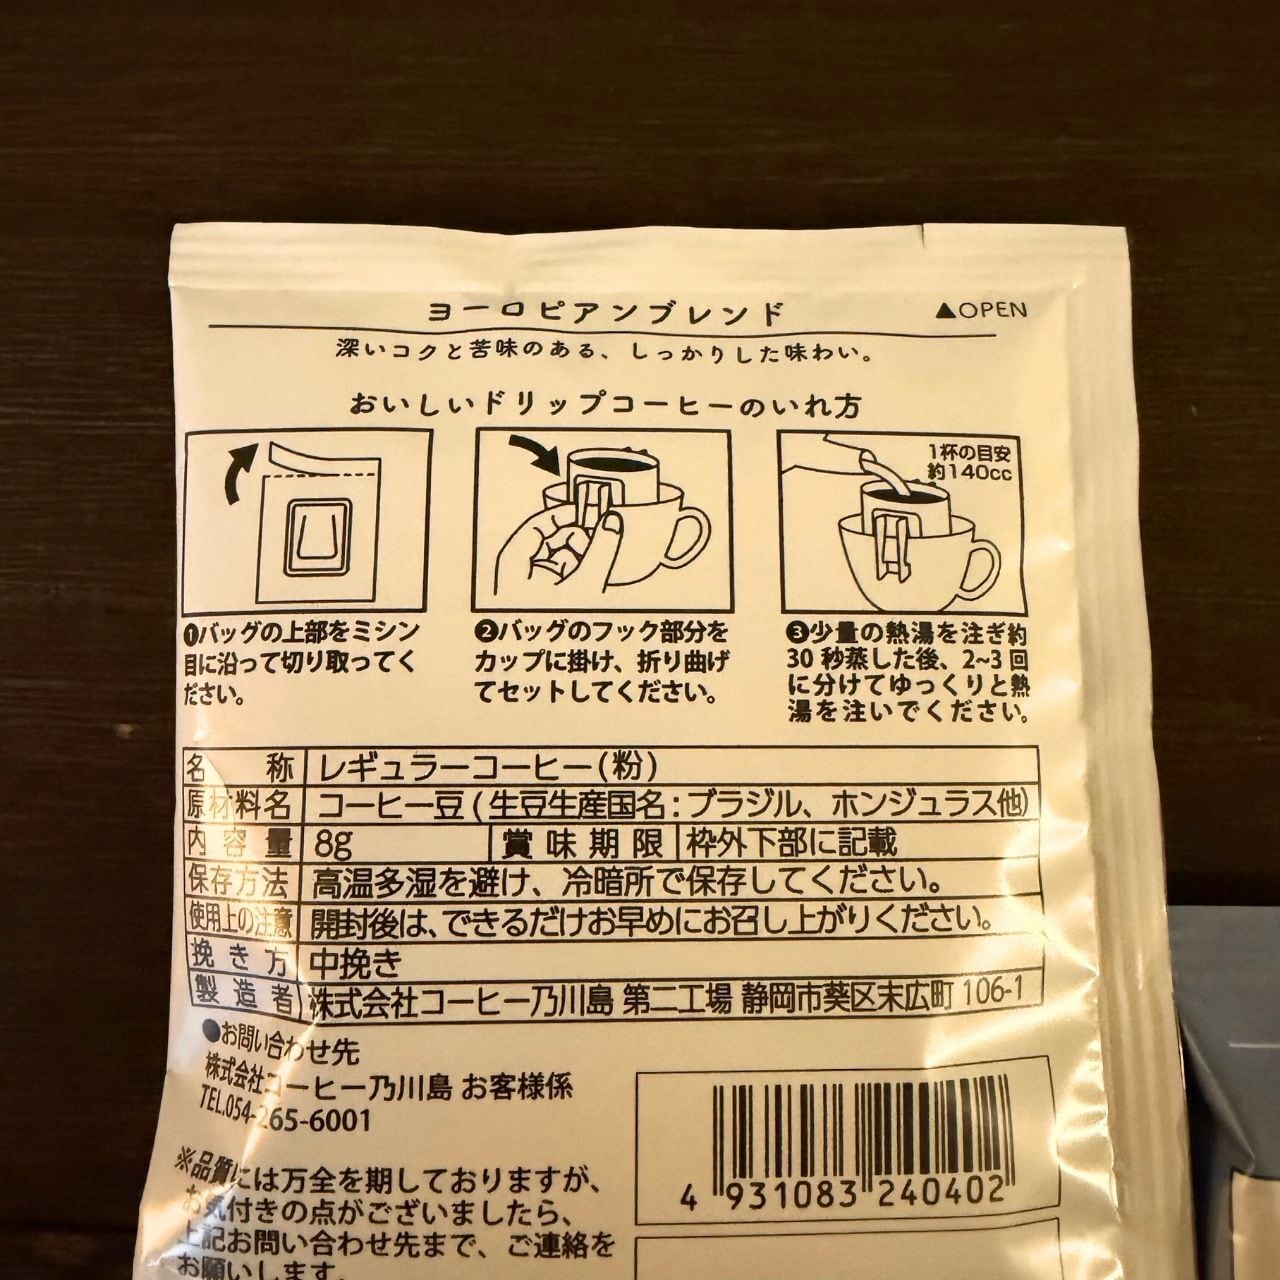 ヨーロピアンブレンド
▲OPEN
深いコクと苦味のある、しっかりした味わい。
おいしいドリップコーヒーのいれ方
1杯の目安
約140cc
❶バッグの上部をミシン
目に沿って切り取ってく
ださい。
❷バッグのフック部分を
カップに掛け、折り曲げ
てセットしてください。
❸少量の熱湯を注ぎ約
30秒蒸した後、2~3回
に分けてゆっくりと熱
湯を注いでください。
名称 レギュラーコーヒー(粉)
原材料名 コーヒー豆(生豆生産国名:ブラジル、ホンジュラス他)
内容量 8g 賞味期限 枠外下部に記載
保存方法 高温多湿を避け、冷暗所で保存してください。
使用上の注意 開封後は、できるだけお早めにお召し上がりください。
挽き方 中挽き
製造者 株式会社コーヒー乃川島 第二工場 静岡市葵区末広町 106-1
●お問い合わせ先
株式会社コーヒー乃川島 お客様係
TEL.054-265-6001
※品質には万全を期しておりますが、
お気付きの点がございましたら、
上記お問い合わせ先まで、ご連絡を
お願いします。
4 931083 240402